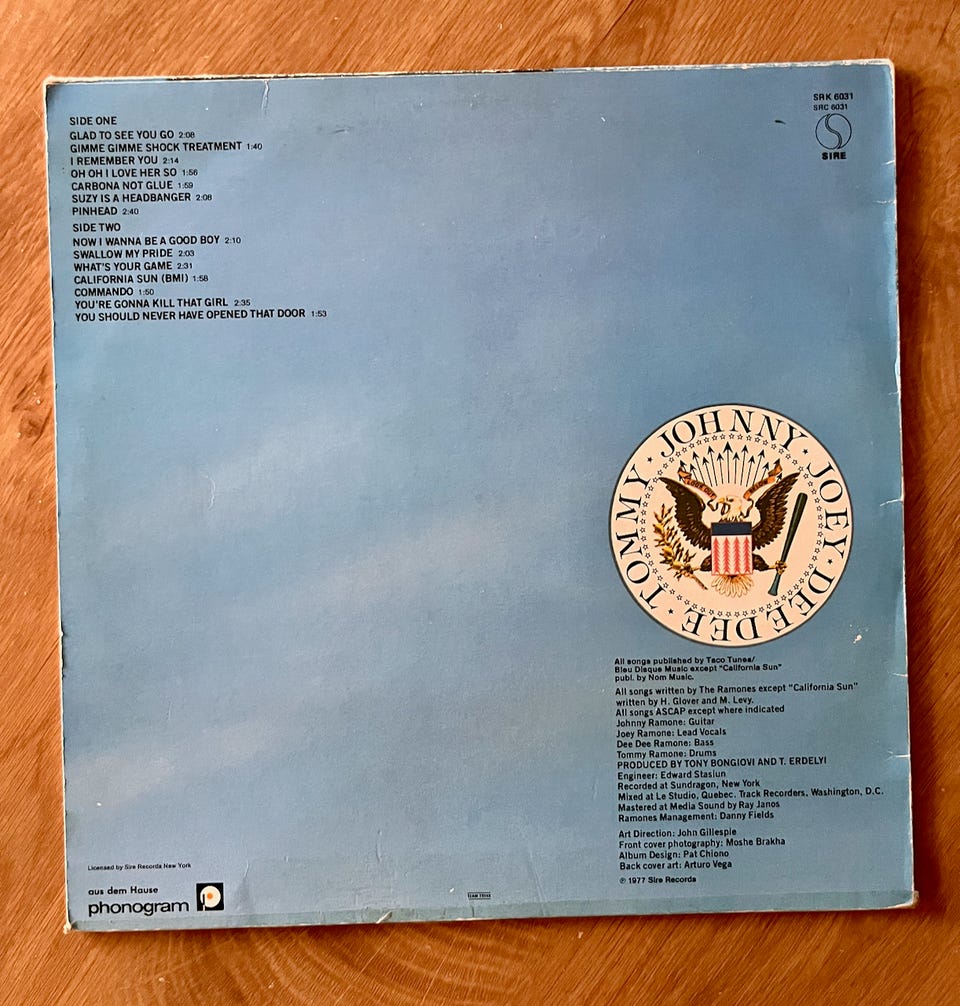 SIDE ONE
GLAD TO SEE YOU GO 2:08
GIMME GIMME SHOCK TREATMENT 1:40
I REMEMBER YOU 2:14
OH OH I LOVE HER SO 1:56
CARBONA NOT GLUE 1:59
SUZY IS A HEADBANGER 2:08
PINHEAD 2:40
SIDE TWO
NOW I WANNA BE A GOOD BOY 2:10
SWALLOW MY PRIDE 2:03
WHAT'S YOUR GAME 2:31
CALIFORNIA SUN (BMI) 1:58
COMMANDO 1:50
YOU'RE GONNA KILL THAT GIRL 2:35
YOU SHOULD NEVER HAVE OPENED THAT DOOR 1:53
SRK 6031
SRC 6031
SIRE
JOHNNY · JOEY · DEEDEE · TOMMY ·
LOOK OUT BELOW
All songs published by Taco Tunes/
Bleu Disque Music except "California Sun"
publ. by Nom Music.
All songs written by The Ramones except "California Sun"
written by H. Glover and M. Levy.
All songs ASCAP except where indicated
Johnny Ramone: Guitar
Joey Ramone: Lead Vocals
Dee Dee Ramone: Bass
Tommy Ramone: Drums
PRODUCED BY TONY BONGIOVI AND T. ERDELYI
Engineer: Edward Stasiun
Recorded at Sundragon, New York
Mixed at Le Studio, Quebec. Track Recorders, Washington, D.C.
Mastered at Media Sound by Ray Janos
Ramones Management: Danny Fields
Art Direction: John Gillespie
Front cover photography: Moshe Brakha
Album Design: Pat Chiono
Back cover art: Arturo Vega
℗ 1977 Sire Records
Licensed by Sire Records New York
aus dem Hause
phonogram